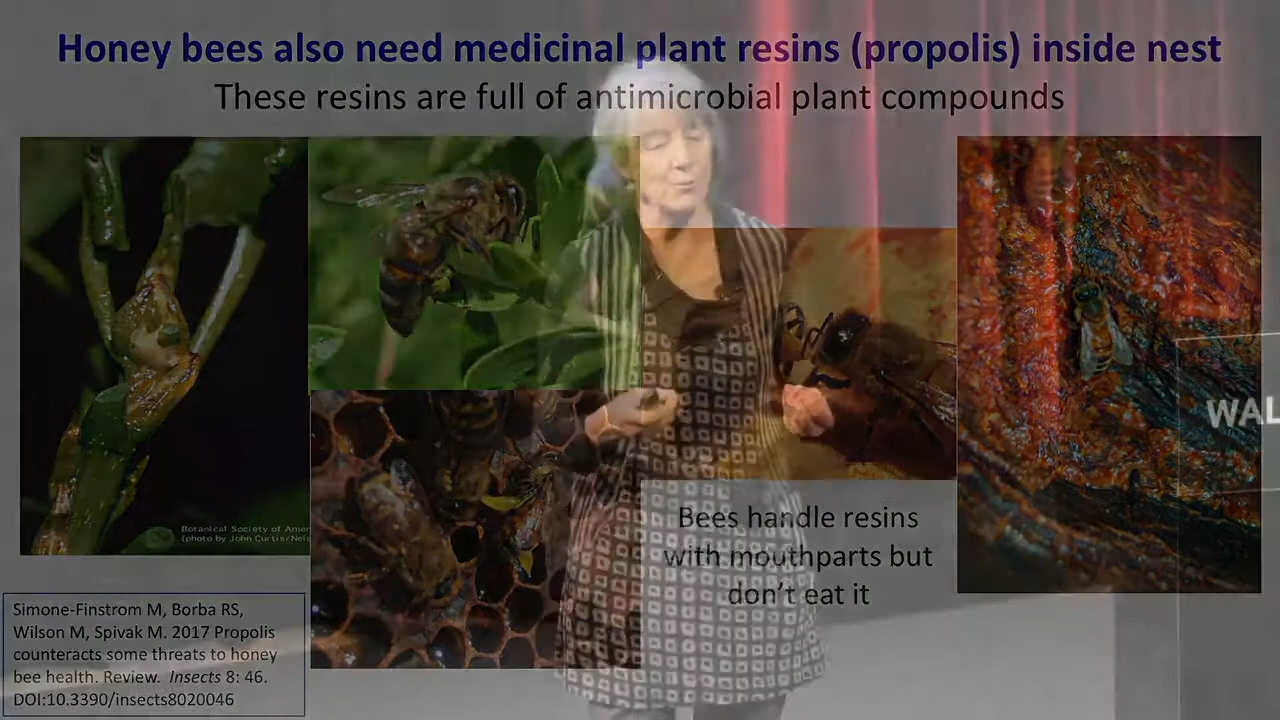 Honey bees also need medicinal plant resins (propolis) inside nest
These resins are full of antimicrobial plant compounds
Botanical Society of Amer
(photo by John Curtis/Nels
WAL
Bees handle resins
with mouthparts but
don't eat it
Simone-Finstrom M, Borba RS,
Wilson M, Spivak M. 2017 Propolis
counteracts some threats to honey
bee health. Review. Insects 8: 46.
DOI:10.3390/insects8020046